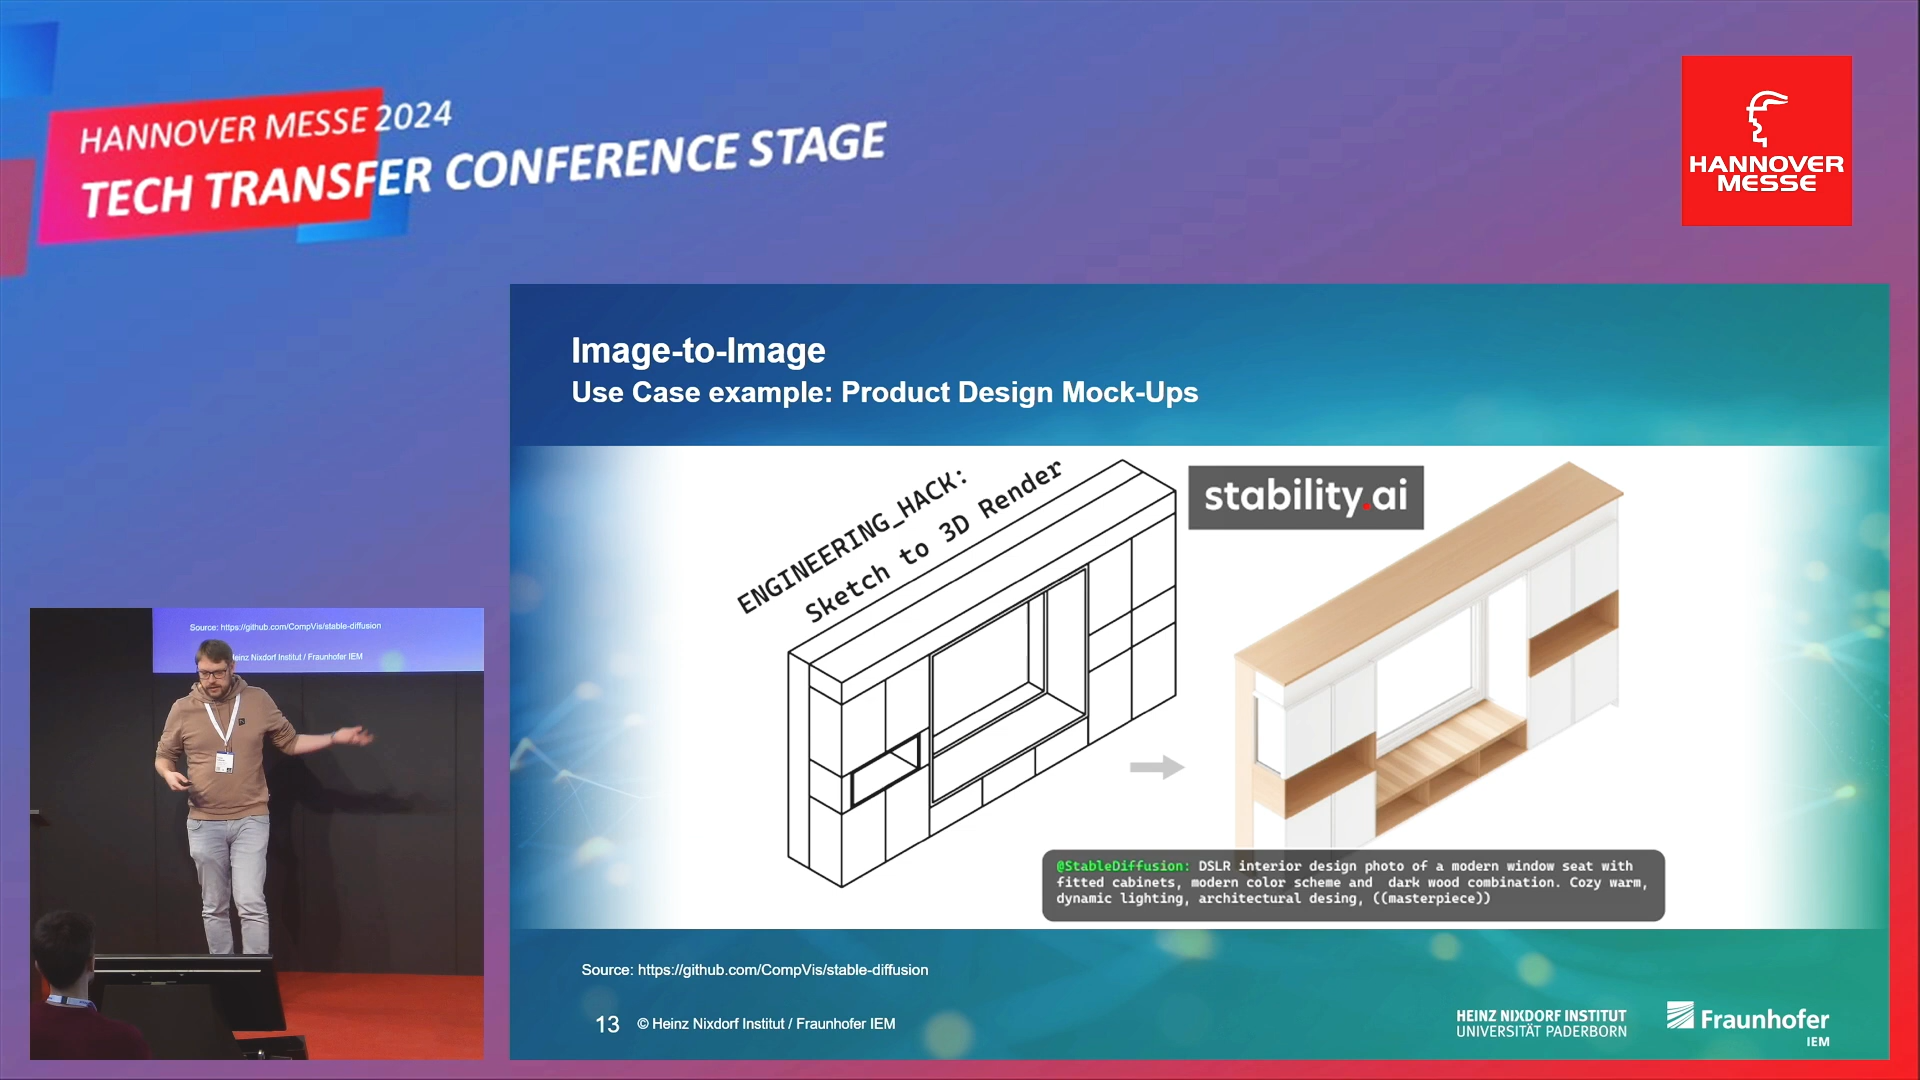 HANNOVER MESSE 2024
TECH TRANSFER CONFERENCE STAGE
HANNOVER
MESSE
Image-to-Image
Use Case example: Product Design Mock-Ups
ENGINEERING_HACK:
Sketch to 3D Render
stability.ai
@StableDiffusion: DSLR interior design photo of a modern window seat with
fitted cabinets, modern color scheme and dark wood combination. Cozy warm,
dynamic lighting, architectural desing, ((masterpiece))
Source: https://github.com/CompVis/stable-diffusion
13 © Heinz Nixdorf Institut / Fraunhofer IEM
HEINZ NIXDORF INSTITUT
UNIVERSITÄT PADERBORN
Fraunhofer
IEM
Source: https://github.com/CompVis/stable-diffusion
Heinz Nixdorf Institut / Fraunhofer IEM